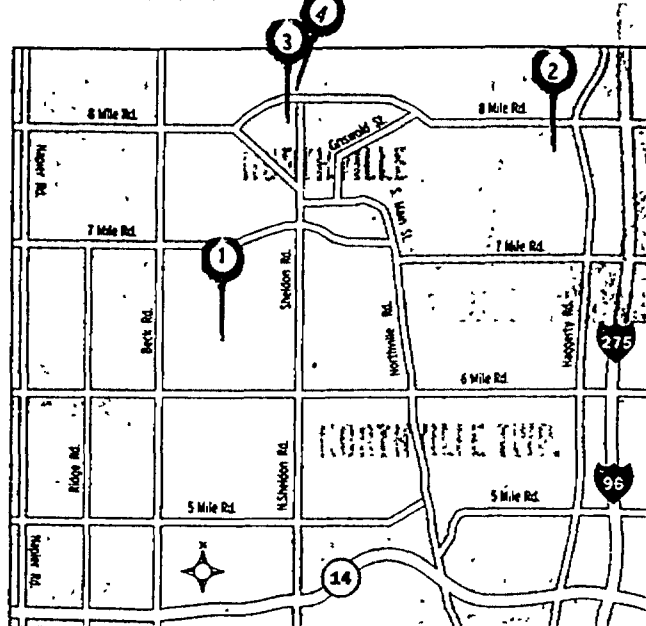 4
3
2
8 Mile Rd.
8 Mile Rd.
Griswold St
Napier Rd.
S. Main St.
7 Mile Rd.
7 Mile Rd.
1
Sheldon Rd.
Beck Rd.
Northville Rd.
Haggerty Rd.
275
6 Mile Rd.
NORTHVILLE TWP.
Ridge Rd.
N.Sheldon Rd.
96
5 Mile Rd.
5 Mile Rd.
Napier Rd.
N
14